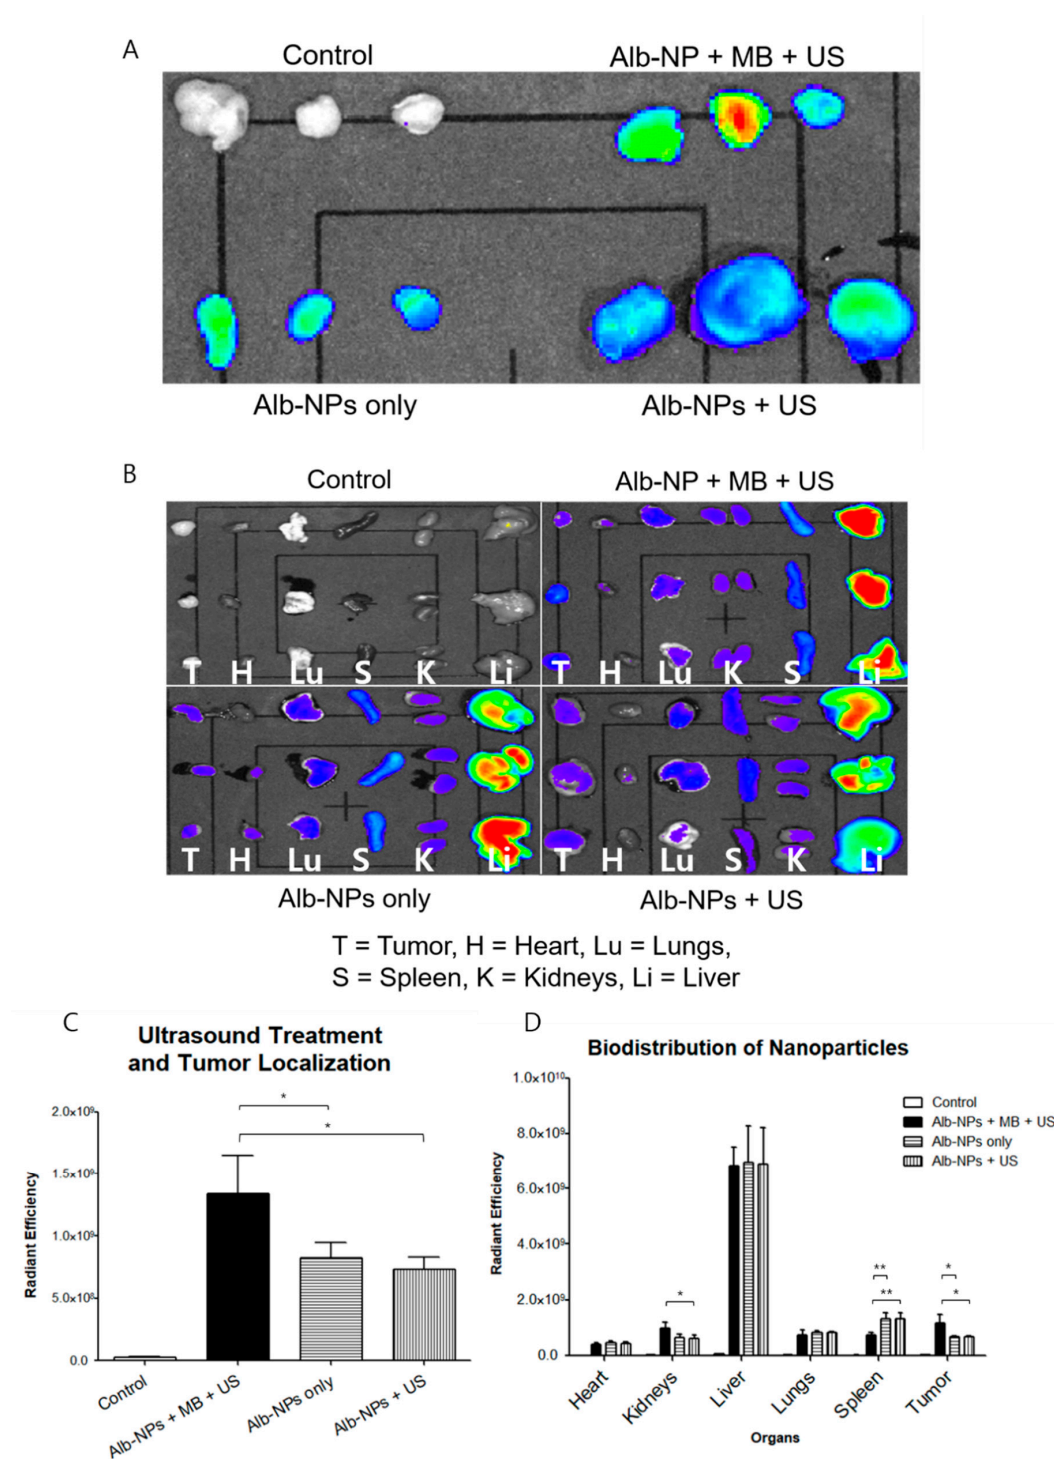 A
Control
Alb-NP + MB + US
Alb-NPs only
Alb-NPs + US
B
Control
Alb-NP + MB + US
T H Lu S K Li
T H Lu K S Li
T H Lu S K Li
T H Lu S K Li
Alb-NPs only
Alb-NPs + US
T = Tumor, H = Heart, Lu = Lungs,
S = Spleen, K = Kidneys, Li = Liver
C
Ultrasound Treatment
and Tumor Localization
*
*
2.0x10⁹
1.5x10⁹
1.0x10⁹
5.0x10⁸
0.0
Radiant Efficiency
Control
Alb-NPs + MB + US
Alb-NPs only
Alb-NPs + US
D
Biodistribution of Nanoparticles
1.0x10¹⁰
8.0x10⁹
6.0x10⁹
4.0x10⁹
2.0x10⁹
0.0
Radiant Efficiency
Control
Alb-NPs + MB + US
Alb-NPs only
Alb-NPs + US
*
**
**
*
*
Heart
Kidneys
Liver
Lungs
Spleen
Tumor
Organs